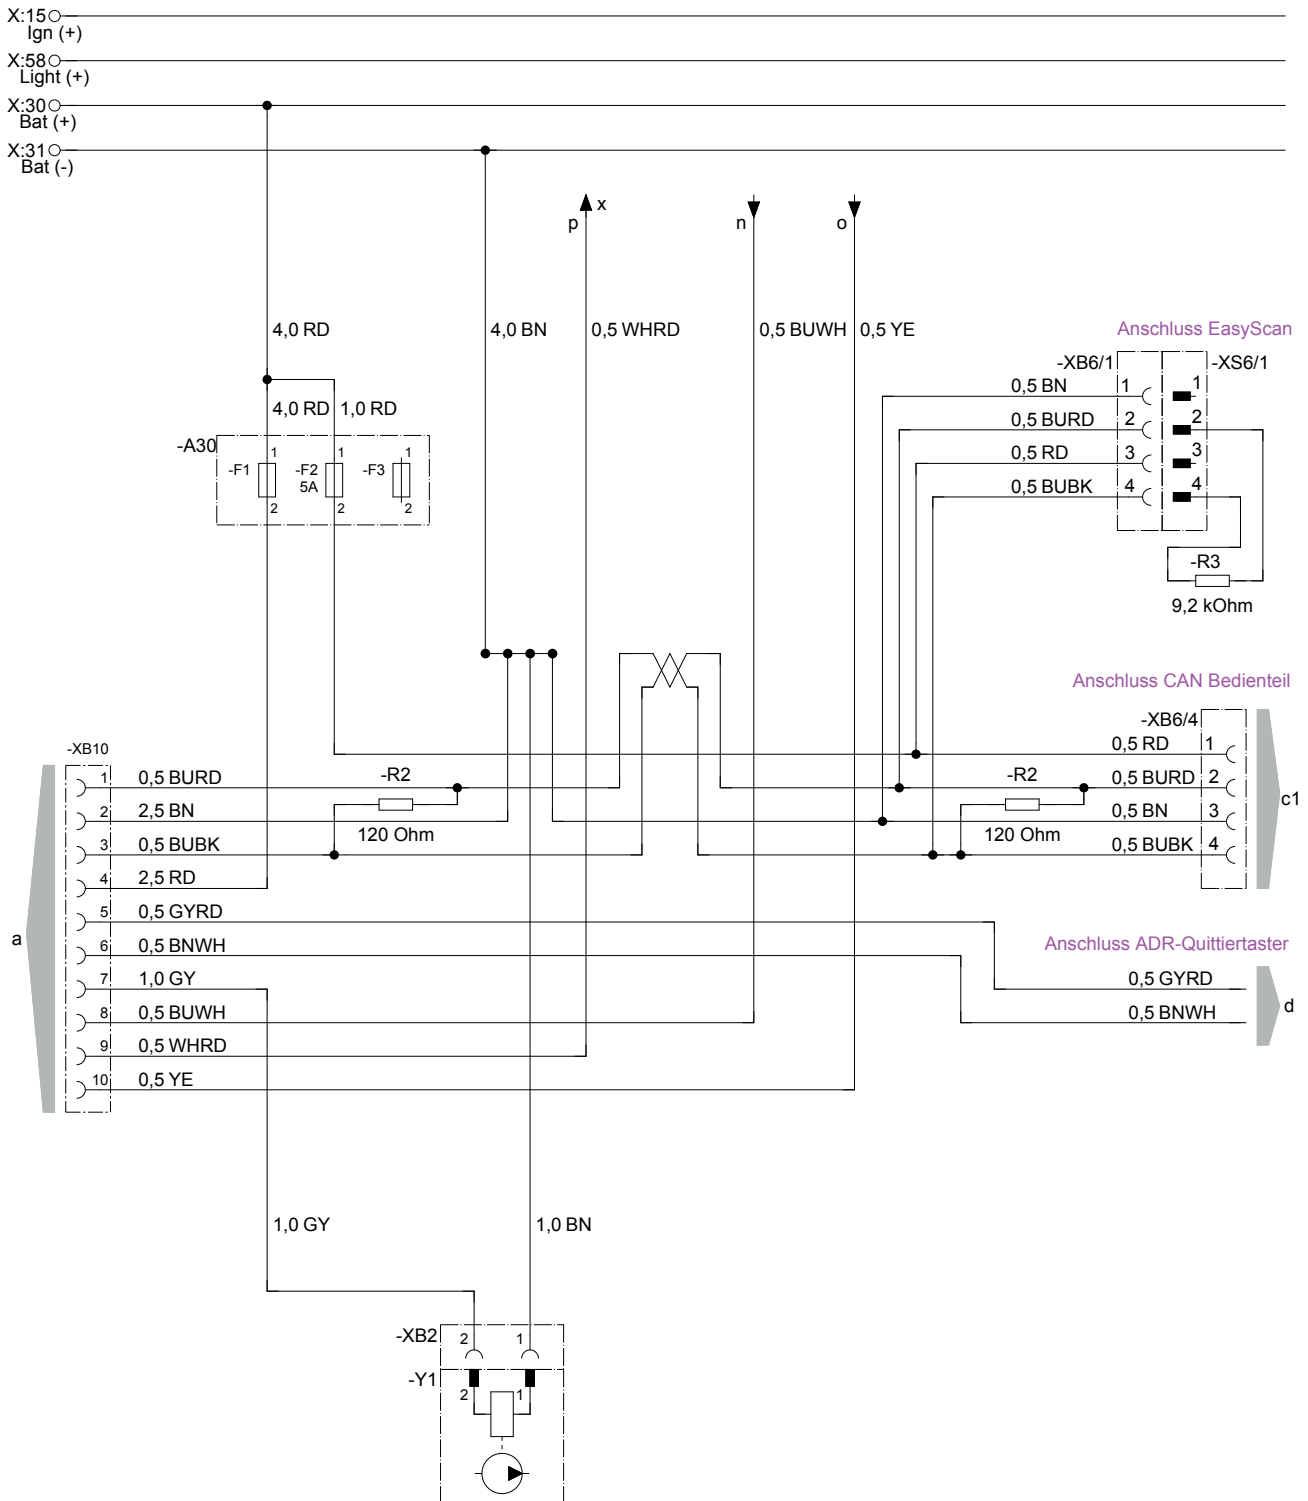 X:15
Ign (+)
X:58
Light (+)
X:30
Bat (+)
X:31
Bat (-)
p x n o
4,0 RD 4,0 BN 0,5 WHRD 0,5 BUWH 0,5 YE
Anschluss EasyScan
-XB6/1 -XS6/1
0,5 BN 1 1
0,5 BURD 2 2
0,5 RD 3 3
0,5 BUBK 4 4
-R3
9,2 kOhm
4,0 RD 1,0 RD
-A30
1 1 1
-F1 -F2 -F3
5A
2 2 2
Anschluss CAN Bedienteil
-XB6/4
0,5 RD 1
0,5 BURD 2
0,5 BN 3
0,5 BUBK 4
c1
-R2
120 Ohm
-R2
120 Ohm
-XB10
a
1 0,5 BURD
2 2,5 BN
3 0,5 BUBK
4 2,5 RD
5 0,5 GYRD
6 0,5 BNWH
7 1,0 GY
8 0,5 BUWH
9 0,5 WHRD
10 0,5 YE
Anschluss ADR-Quittiertaster
0,5 GYRD
0,5 BNWH
d
1,0 GY 1,0 BN
-XB2 2 1
-Y1
2 1